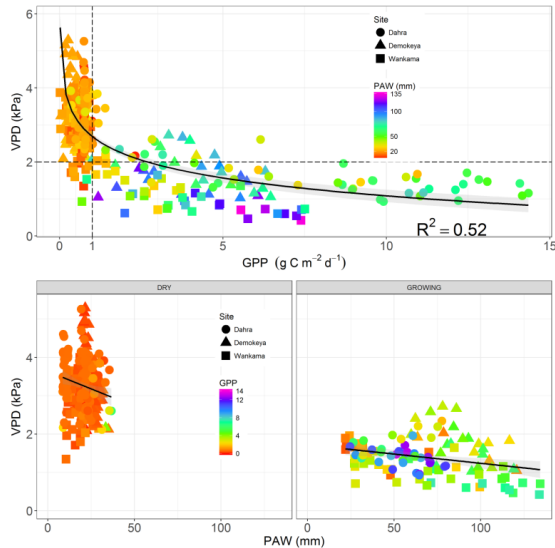 6
4
2
0
VPD (kPa)
Site
Dahra
Demokeya
Wankama
PAW (mm)
135
100
50
20
R² = 0.52
0 1 5 10 15
GPP (g C m⁻² d⁻¹)
DRY
GROWING
4
2
0
VPD (kPa)
Site
Dahra
Demokeya
Wankama
GPP
14
12
8
4
0
0 50 100
0 50 100
PAW (mm)